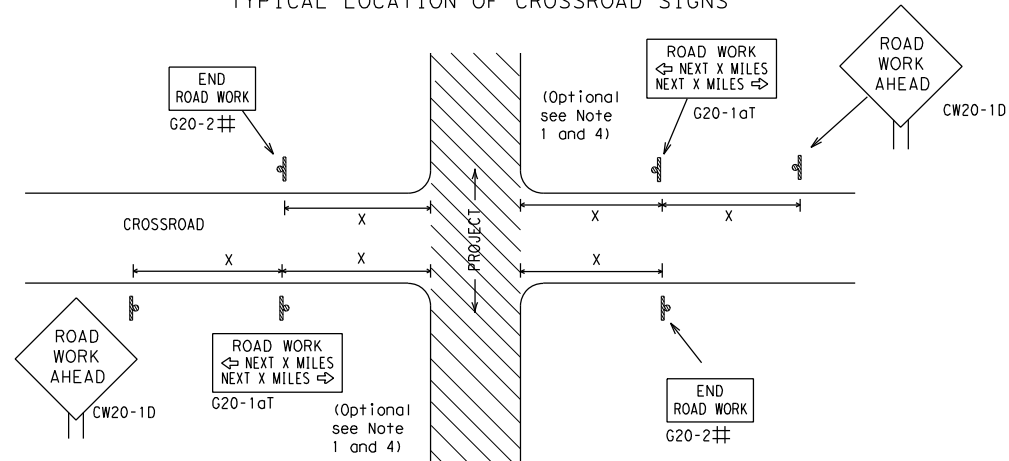 TYPICAL LOCATION OF CROSSROAD SIGNS
END
ROAD WORK
G20-2#
ROAD WORK
⇦ NEXT X MILES
NEXT X MILES ⇨
G20-1aT
(Optional
see Note
1 and 4)
ROAD
WORK
AHEAD
CW20-1D
X
X
X
CROSSROAD
PROJECT
X
X
X
ROAD
WORK
AHEAD
CW20-1D
ROAD WORK
⇦ NEXT X MILES
NEXT X MILES ⇨
G20-1aT
(Optional
see Note
1 and 4)
END
ROAD WORK
G20-2#